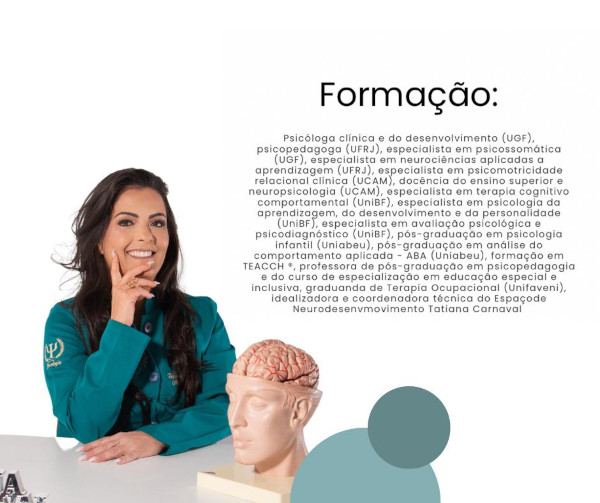 Formação:
Psicóloga clínica e do desenvolvimento (UGF),
psicopedagoga (UFRJ), especialista em psicossomática
(UGF), especialista em neurociências aplicadas a
aprendizagem (UFRJ), especialista em psicomotricidade
relacional clínica (UCAM), docência do ensino superior e
neuropsicologia (UCAM), especialista em terapia cognitivo
comportamental (UniBF), especialista em psicologia da
aprendizagem, do desenvolvimento e da personalidade
(UniBF), especialista em avaliação psicológica e
psicodiagnóstico (UniBF), pós-graduação em psicologia
infantil (Uniabeu), pós-graduação em análise do
comportamento aplicada - ABA (Uniabeu), formação em
TEACCH ®, professora de pós-graduação em psicopedagogia
e do curso de especialização em educação especial e
inclusiva, graduanda de Terapia Ocupacional (Unifaveni),
idealizadora e coordenadora técnica do Espaçode
Neurodesenvmovimento Tatiana Carnaval
Ψ